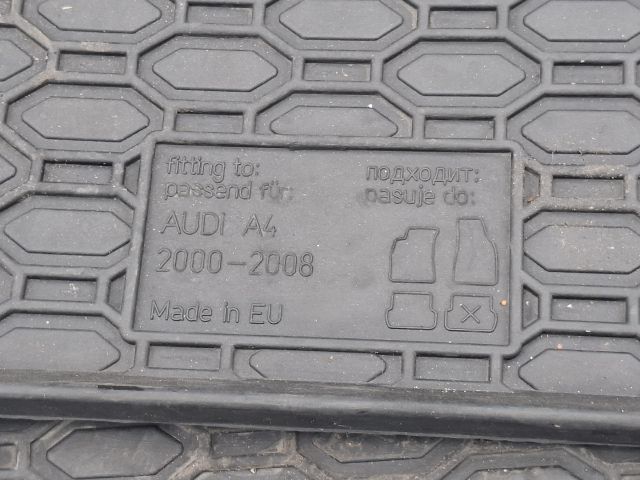 fitting to: подходит:
passend für: pasuje do:
AUDI A4
2000-2008
Made in EU